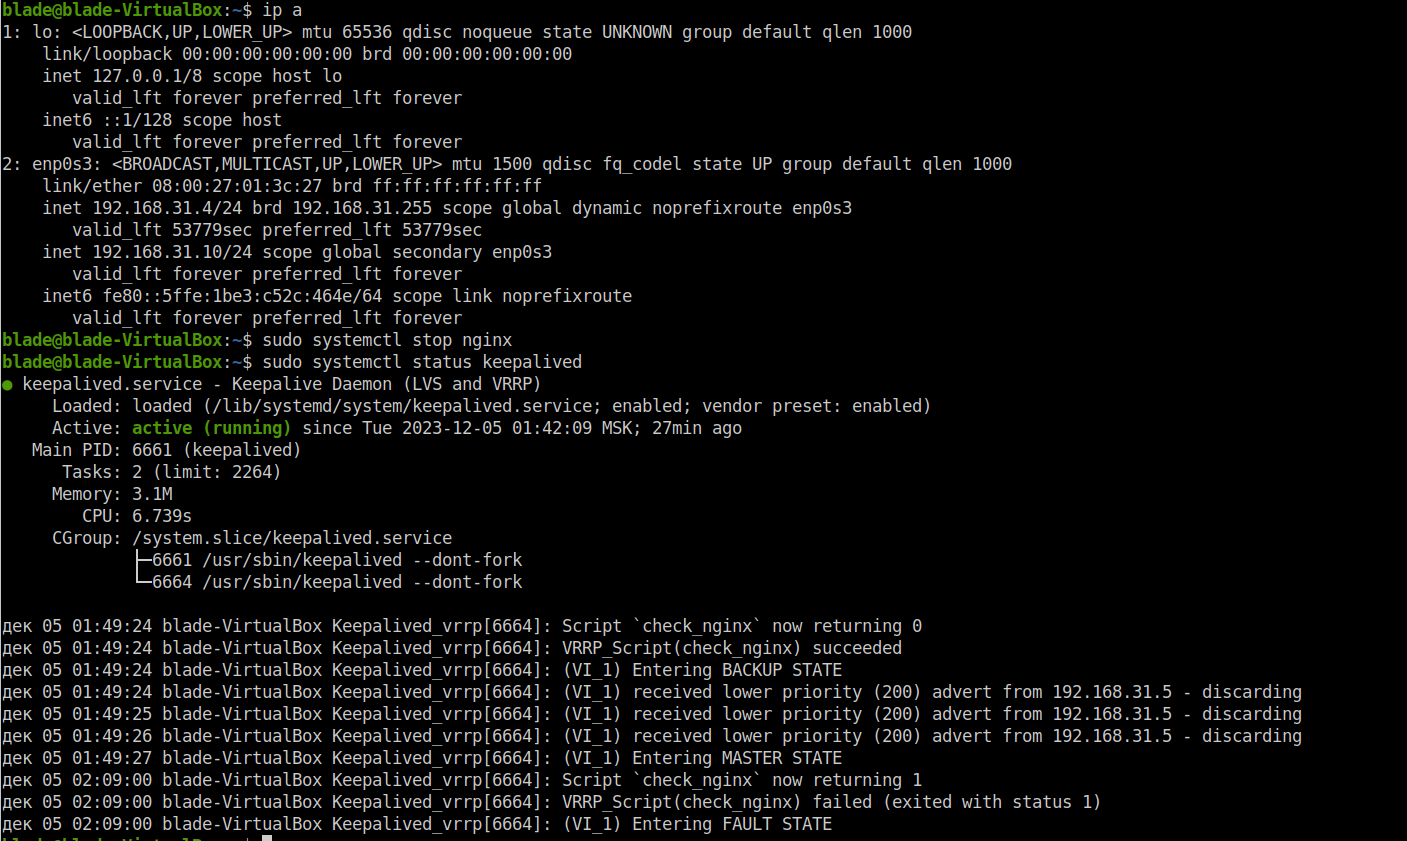 blade@blade-VirtualBox:~$ ip a
1: lo: <LOOPBACK,UP,LOWER_UP> mtu 65536 qdisc noqueue state UNKNOWN group default qlen 1000
    link/loopback 00:00:00:00:00:00 brd 00:00:00:00:00:00
    inet 127.0.0.1/8 scope host lo
       valid_lft forever preferred_lft forever
    inet6 ::1/128 scope host
       valid_lft forever preferred_lft forever
2: enp0s3: <BROADCAST,MULTICAST,UP,LOWER_UP> mtu 1500 qdisc fq_codel state UP group default qlen 1000
    link/ether 08:00:27:01:3c:27 brd ff:ff:ff:ff:ff:ff
    inet 192.168.31.4/24 brd 192.168.31.255 scope global dynamic noprefixroute enp0s3
       valid_lft 53779sec preferred_lft 53779sec
    inet 192.168.31.10/24 scope global secondary enp0s3
       valid_lft forever preferred_lft forever
    inet6 fe80::5ffe:1be3:c52c:464e/64 scope link noprefixroute
       valid_lft forever preferred_lft forever
blade@blade-VirtualBox:~$ sudo systemctl stop nginx
blade@blade-VirtualBox:~$ sudo systemctl status keepalived
● keepalived.service - Keepalive Daemon (LVS and VRRP)
     Loaded: loaded (/lib/systemd/system/keepalived.service; enabled; vendor preset: enabled)
     Active: active (running) since Tue 2023-12-05 01:42:09 MSK; 27min ago
   Main PID: 6661 (keepalived)
      Tasks: 2 (limit: 2264)
     Memory: 3.1M
        CPU: 6.739s
     CGroup: /system.slice/keepalived.service
             ├─6661 /usr/sbin/keepalived --dont-fork
             └─6664 /usr/sbin/keepalived --dont-fork
дек 05 01:49:24 blade-VirtualBox Keepalived_vrrp[6664]: Script `check_nginx` now returning 0
дек 05 01:49:24 blade-VirtualBox Keepalived_vrrp[6664]: VRRP_Script(check_nginx) succeeded
дек 05 01:49:24 blade-VirtualBox Keepalived_vrrp[6664]: (VI_1) Entering BACKUP STATE
дек 05 01:49:24 blade-VirtualBox Keepalived_vrrp[6664]: (VI_1) received lower priority (200) advert from 192.168.31.5 - discarding
дек 05 01:49:25 blade-VirtualBox Keepalived_vrrp[6664]: (VI_1) received lower priority (200) advert from 192.168.31.5 - discarding
дек 05 01:49:26 blade-VirtualBox Keepalived_vrrp[6664]: (VI_1) received lower priority (200) advert from 192.168.31.5 - discarding
дек 05 01:49:27 blade-VirtualBox Keepalived_vrrp[6664]: (VI_1) Entering MASTER STATE
дек 05 02:09:00 blade-VirtualBox Keepalived_vrrp[6664]: Script `check_nginx` now returning 1
дек 05 02:09:00 blade-VirtualBox Keepalived_vrrp[6664]: VRRP_Script(check_nginx) failed (exited with status 1)
дек 05 02:09:00 blade-VirtualBox Keepalived_vrrp[6664]: (VI_1) Entering FAULT STATE
blade@blade-VirtualBox:~$